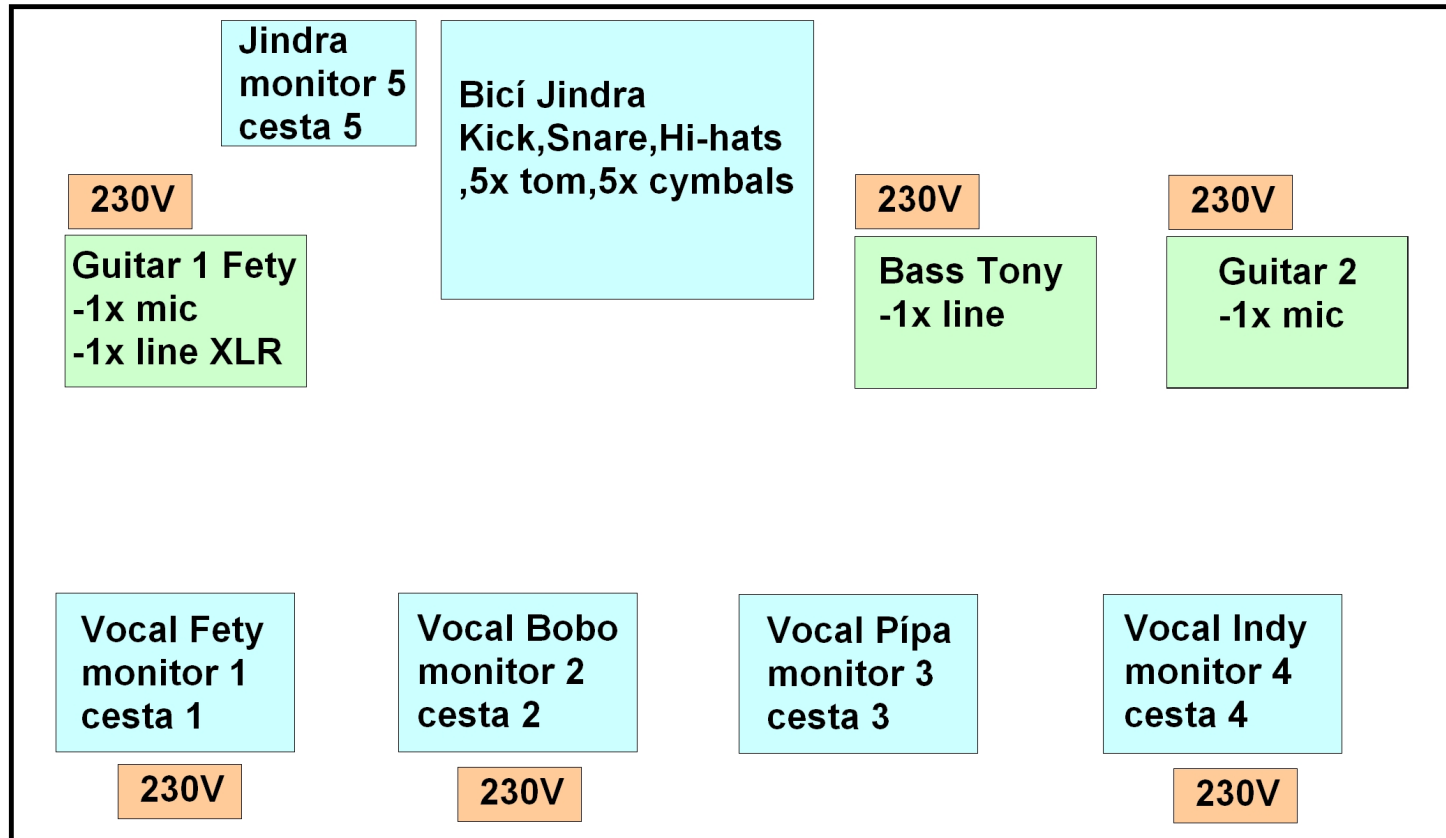 Jindra
monitor 5
cesta 5
Bicí Jindra
Kick,Snare,Hi-hats
,5x tom,5x cymbals
230V
230V
230V
Guitar 1 Fety
-1x mic
-1x line XLR
Bass Tony
-1x line
Guitar 2
-1x mic
Vocal Fety
monitor 1
cesta 1
Vocal Bobo
monitor 2
cesta 2
Vocal Pípa
monitor 3
cesta 3
Vocal Indy
monitor 4
cesta 4
230V
230V
230V